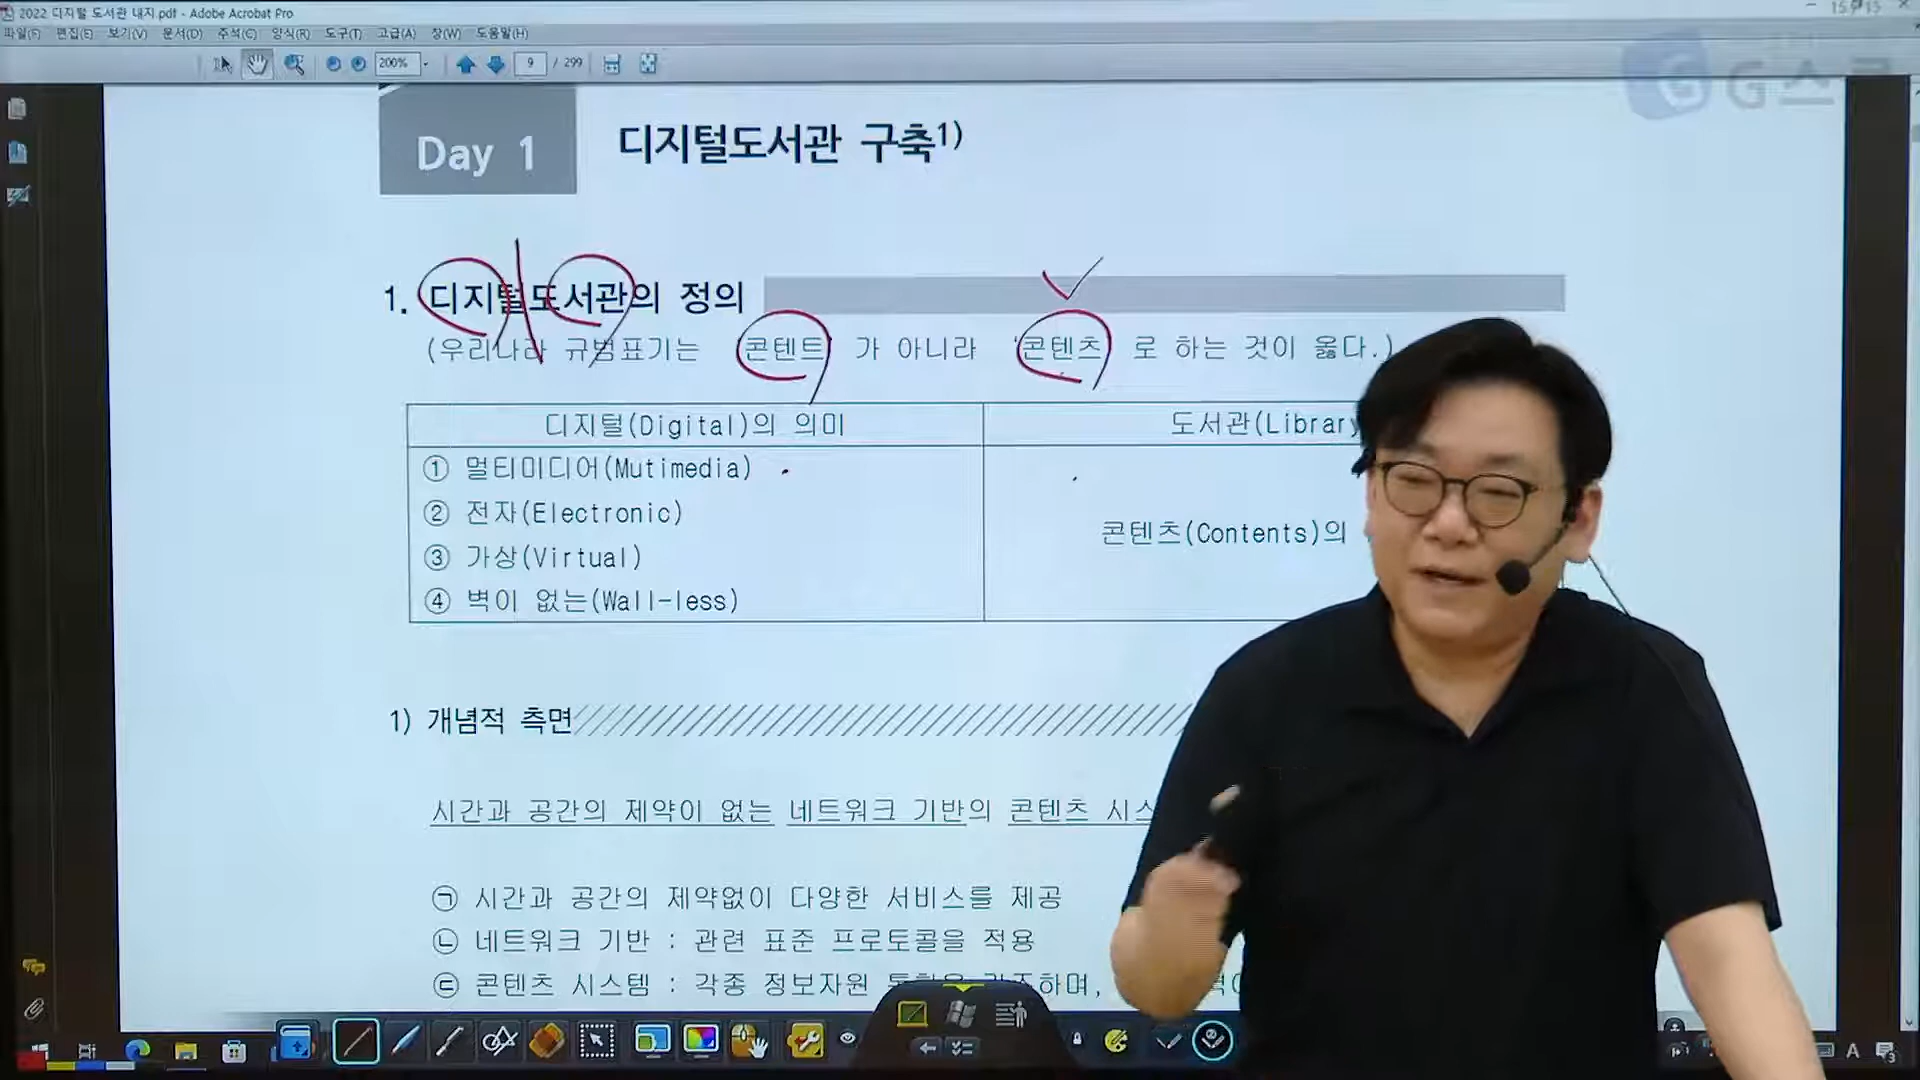 2022 디지털 도서관 내지.pdf - Adobe Acrobat Pro
파일(F) 편집(E) 보기(V) 문서(D) 주석(C) 양식(R) 도구(T) 고급(A) 창(W) 도움말(H)
200% 9 / 299
G스쿨
Day 1
디지털도서관 구축1)
1. 디지털도서관의 정의
(우리나라 규범표기는 '콘텐트' 가 아니라 '콘텐츠' 로 하는 것이 옳다.)
디지털(Digital)의 의미
도서관(Library
① 멀티미디어(Mutimedia)
② 전자(Electronic)
③ 가상(Virtual)
④ 벽이 없는(Wall-less)
콘텐츠(Contents)의
1) 개념적 측면
시간과 공간의 제약이 없는 네트워크 기반의 콘텐츠 시스
㉠ 시간과 공간의 제약없이 다양한 서비스를 제공
㉡ 네트워크 기반 : 관련 표준 프로토콜을 적용
㉢ 콘텐츠 시스템 : 각종 정보자원
A